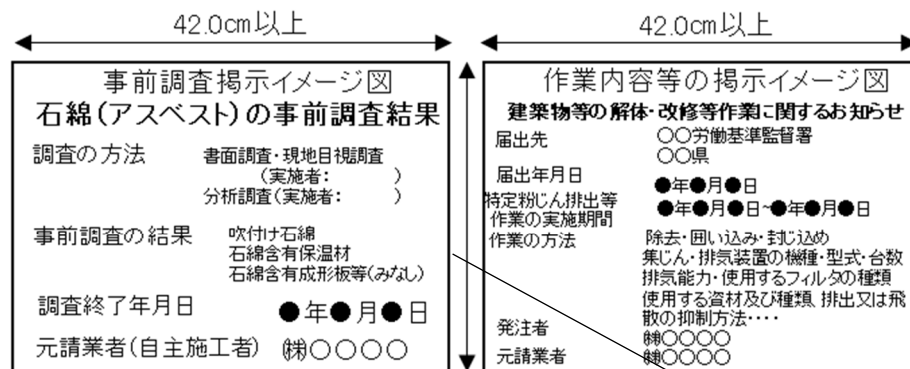 42.0cm以上
事前調査掲示イメージ図
石綿(アスベスト)の事前調査結果
調査の方法 書面調査・現地目視調査
(実施者: )
分析調査(実施者: )
事前調査の結果 吹付け石綿
石綿含有保温材
石綿含有成形板等(みなし)
調査終了年月日 ●年●月●日
元請業者(自主施工者) ㈱〇〇〇〇
42.0cm以上
作業内容等の掲示イメージ図
建築物等の解体・改修等作業に関するお知らせ
届出先 〇〇労働基準監督署
〇〇県
届出年月日 ●年●月●日
特定粉じん排出等
作業の実施期間 ●年●月●日~●年●月●日
作業の方法 除去・囲い込み・封じ込め
集じん・排気装置の機種・型式・台数
排気能力・使用するフィルタの種類
使用する資材及び種類、排出又は飛
散の抑制方法・・・・
発注者 ㈱〇〇〇〇
元請業者 ㈱〇〇〇〇